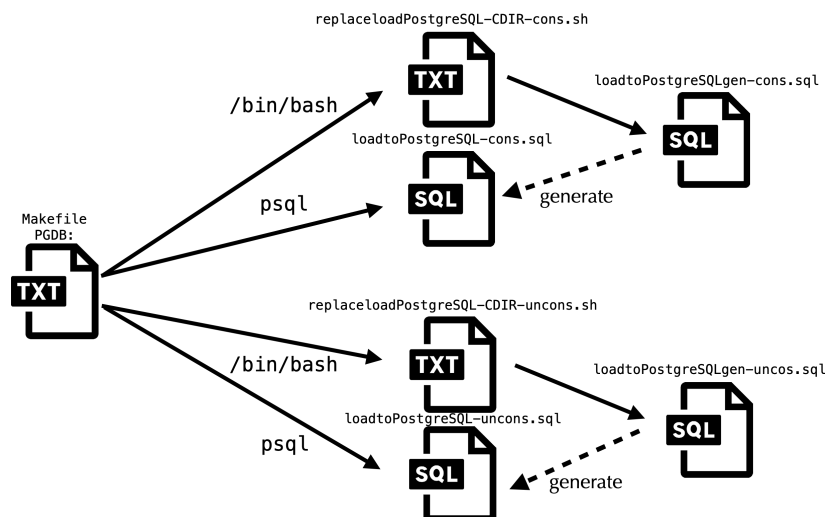 replaceloadPostgreSQL-CDIR-cons.sh
TXT
loadtoPostgreSQLgen-cons.sql
/bin/bash
SQL
loadtoPostgreSQL-cons.sql
psql
SQL
generate
Makefile
PGDB:
TXT
replaceloadPostgreSQL-CDIR-uncons.sh
/bin/bash
TXT
loadtoPostgreSQLgen-uncos.sql
loadtoPostgreSQL-uncons.sql
SQL
psql
SQL
generate